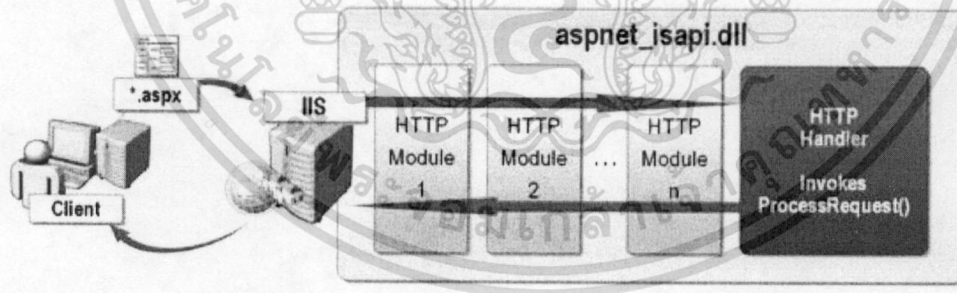 aspnet_isapi.dll
*.aspx
IIS
Client
HTTP
Module
1
HTTP
Module
2
...
HTTP
Module
n
HTTP
Handler
Invokes
ProcessRequest()